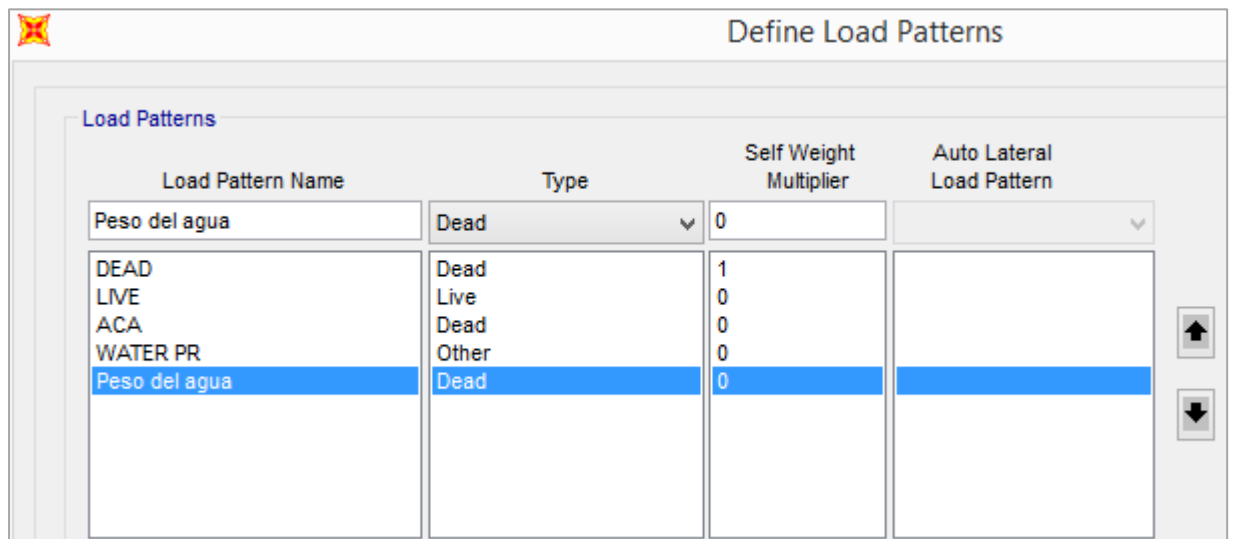 Define Load Patterns
Load Patterns
Self Weight Auto Lateral
Load Pattern Name Type Multiplier Load Pattern
Peso del agua Dead 0
DEAD Dead 1
LIVE Live 0
ACA Dead 0
WATER PR Other 0
Peso del agua Dead 0